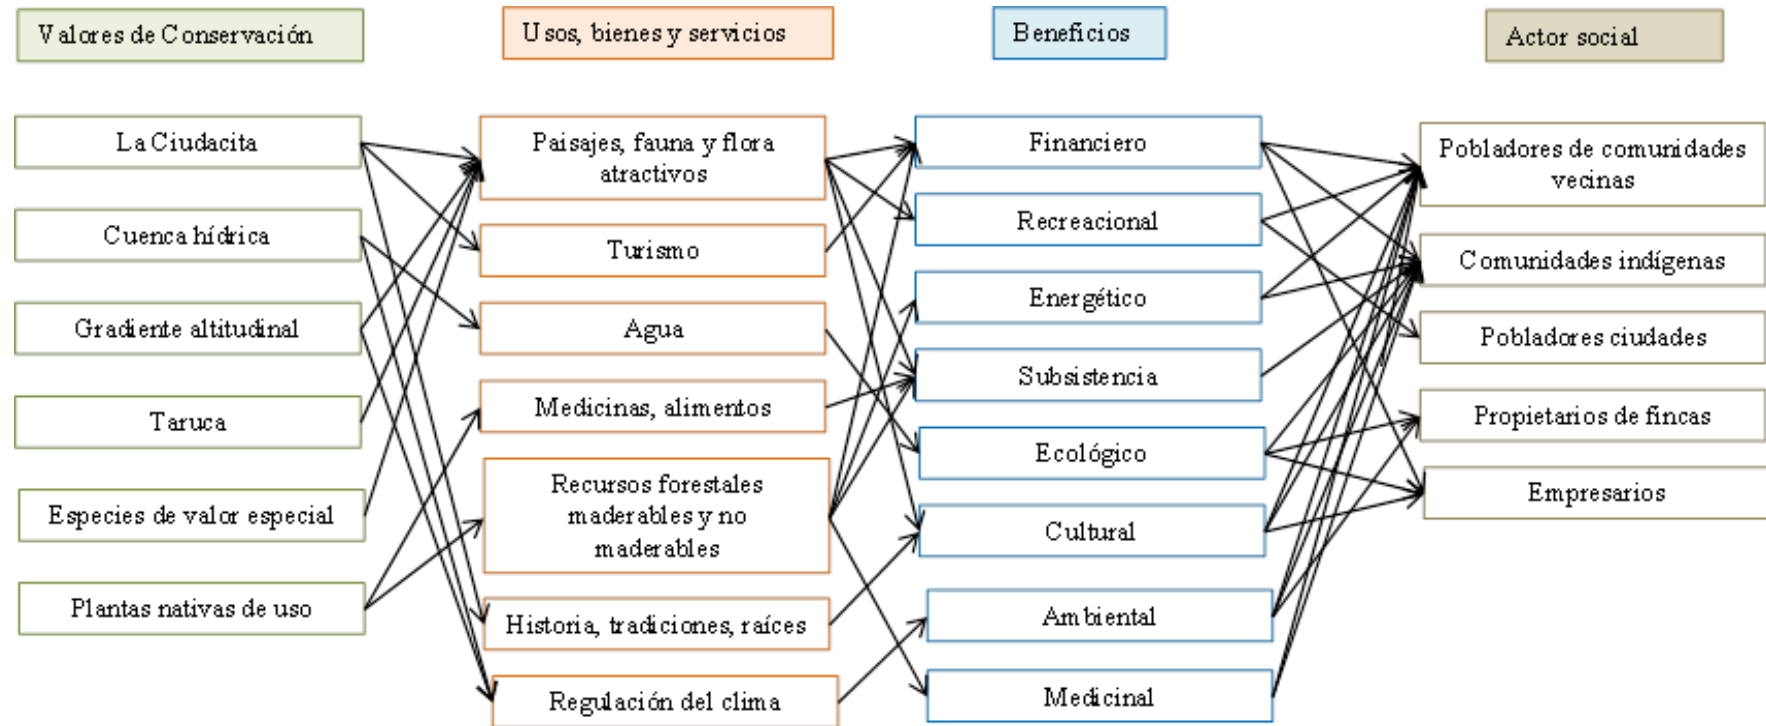 Valores de Conservación
Usos, bienes y servicios
Beneficios
Actor social
La Ciudacita
Cuenca hídrica
Gradiente altitudinal
Taruca
Especies de valor especial
Plantas nativas de uso
Paisajes, fauna y flora
atractivos
Turismo
Agua
Medicinas, alimentos
Recursos forestales
maderables y no
maderables
Historia, tradiciones, raíces
Regulación del clima
Financiero
Recreacional
Energético
Subsistencia
Ecológico
Cultural
Ambiental
Medicinal
Pobladores de comunidades
vecinas
Comunidades indígenas
Pobladores ciudades
Propietarios de fincas
Empresarios